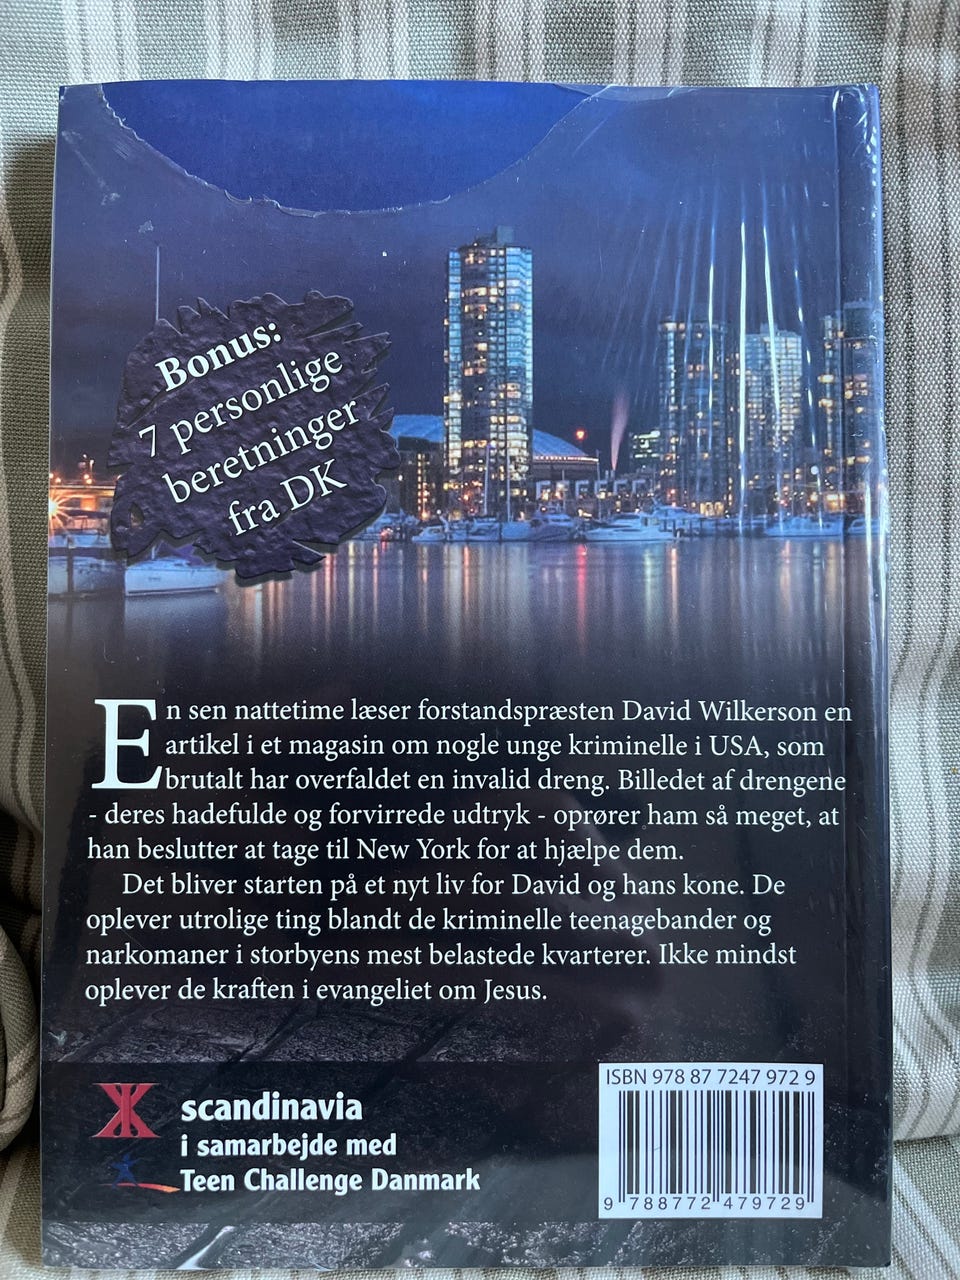 Bonus:
7 personlige
beretninger
fra DK
En sen nattetime læser forstandspræsten David Wilkerson en
artikel i et magasin om nogle unge kriminelle i USA, som
brutalt har overfaldet en invalid dreng. Billedet af drengene
- deres hadefulde og forvirrede udtryk - oprører ham så meget, at
han beslutter at tage til New York for at hjælpe dem.
Det bliver starten på et nyt liv for David og hans kone. De
oplever utrolige ting blandt de kriminelle teenagebander og
narkomaner i storbyens mest belastede kvarterer. Ikke mindst
oplever de kraften i evangeliet om Jesus.
scandinavia
i samarbejde med
Teen Challenge Danmark
ISBN 978 87 7247 972 9
9 788772 479729